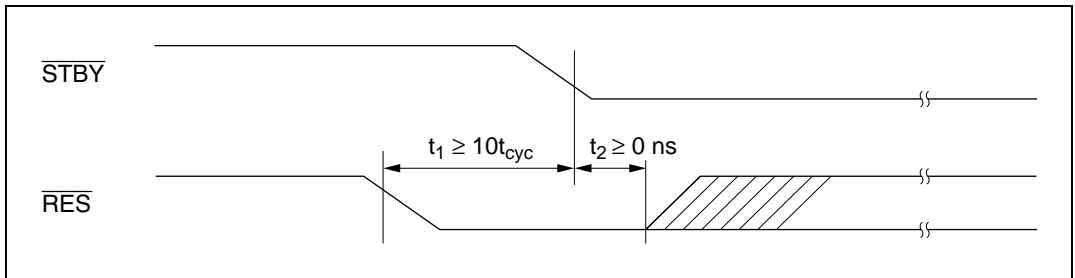 STBY
t1 ≥ 10tcyc
t2 ≥ 0 ns
RES